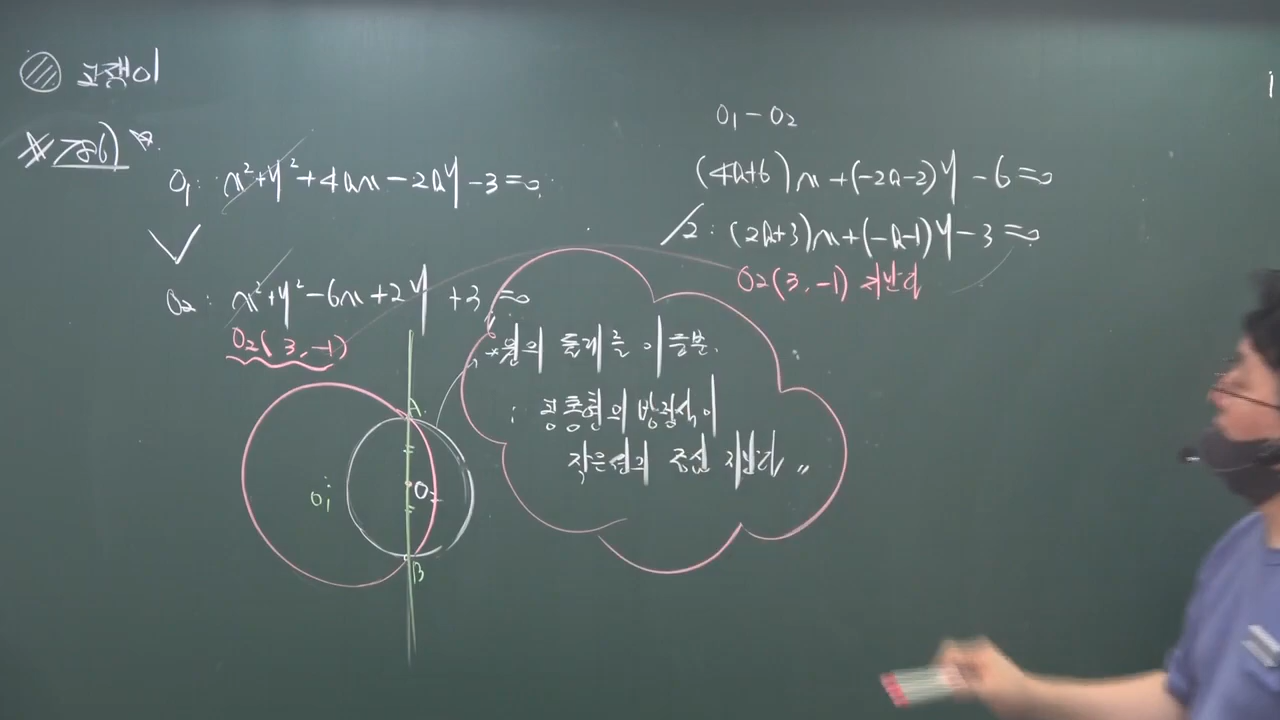 고쟁이
786)
O₁: x²+y²+4ax-2ay-3=0
O₂: x²+y²-6x+2y+3=0
O₂(3,-1)
O₁-O₂
(4a+6)x+(-2a-2)y-6=0
÷2: (2a+3)x+(-a-1)y-3=0
O₂(3,-1) 지난다
*원의 둘레를 이등분.
: 공통현의 방정식이
작은원의 중심 지난다,,
A
O₁
O₂
B